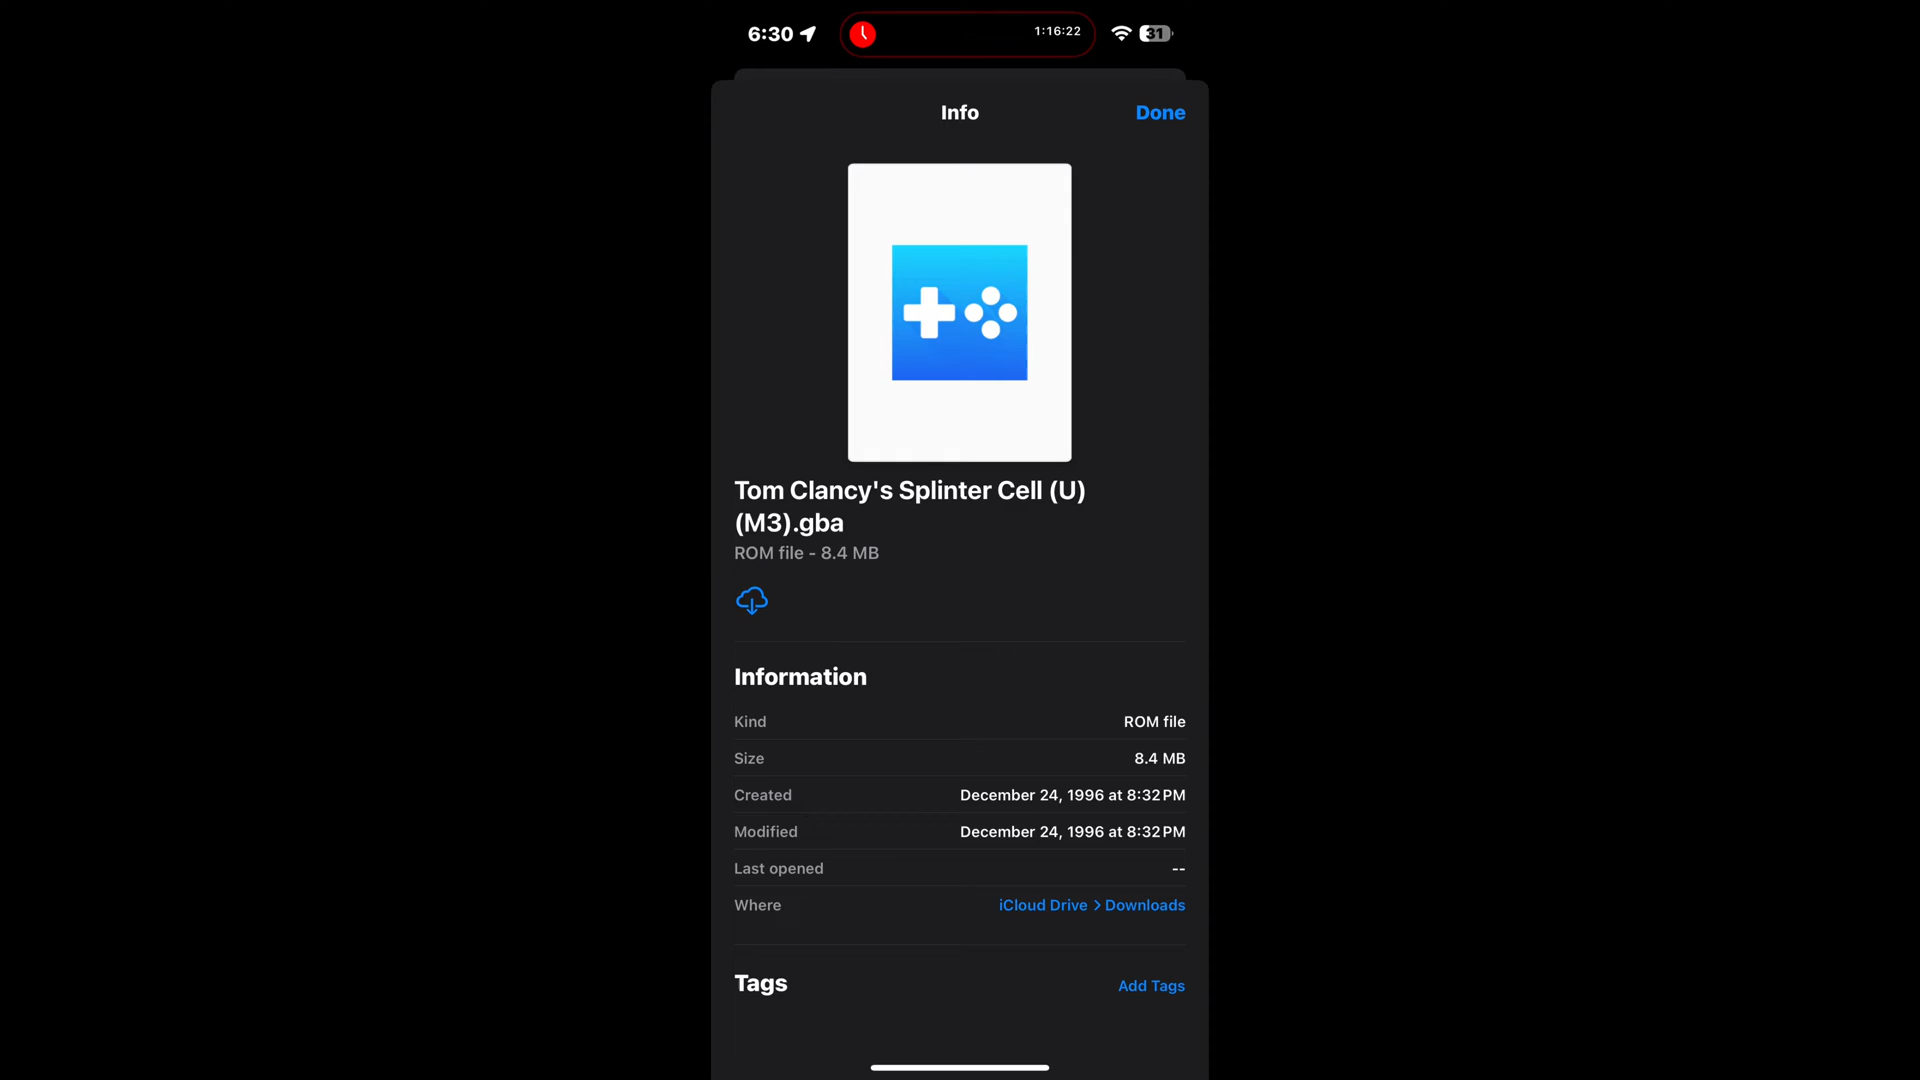 6:30
1:16:22
31
Info
Done
Tom Clancy's Splinter Cell (U)
(M3).gba
ROM file - 8.4 MB
Information
Kind ROM file
Size 8.4 MB
Created December 24, 1996 at 8:32 PM
Modified December 24, 1996 at 8:32 PM
Last opened --
Where iCloud Drive > Downloads
Tags Add Tags